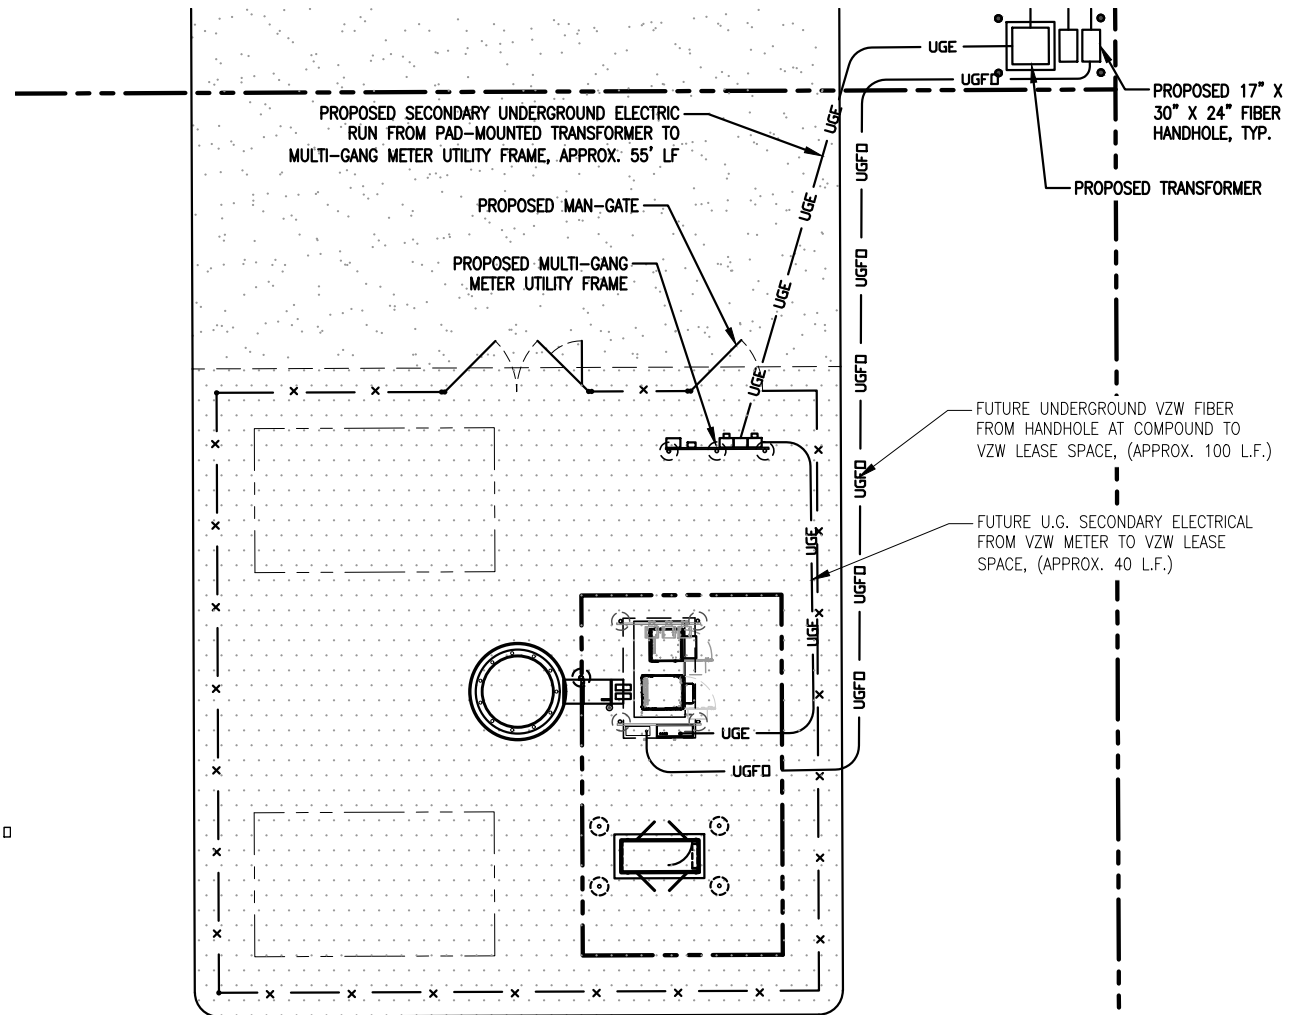 UGE
UGFO
PROPOSED 17" X
30" X 24" FIBER
HANDHOLE, TYP.
PROPOSED SECONDARY UNDERGROUND ELECTRIC
RUN FROM PAD-MOUNTED TRANSFORMER TO
MULTI-GANG METER UTILITY FRAME, APPROX. 55' LF
UGE
UGFO
PROPOSED TRANSFORMER
PROPOSED MAN-GATE
UGE
PROPOSED MULTI-GANG
METER UTILITY FRAME
UGFO
UGE
UGFO
UGE
FUTURE UNDERGROUND VZW FIBER
FROM HANDHOLE AT COMPOUND TO
VZW LEASE SPACE, (APPROX. 100 L.F.)
UGFO
FUTURE U.G. SECONDARY ELECTRICAL
FROM VZW METER TO VZW LEASE
SPACE, (APPROX. 40 L.F.)
UGE
UGFO
UGE
UGFO
UGE
UGFO